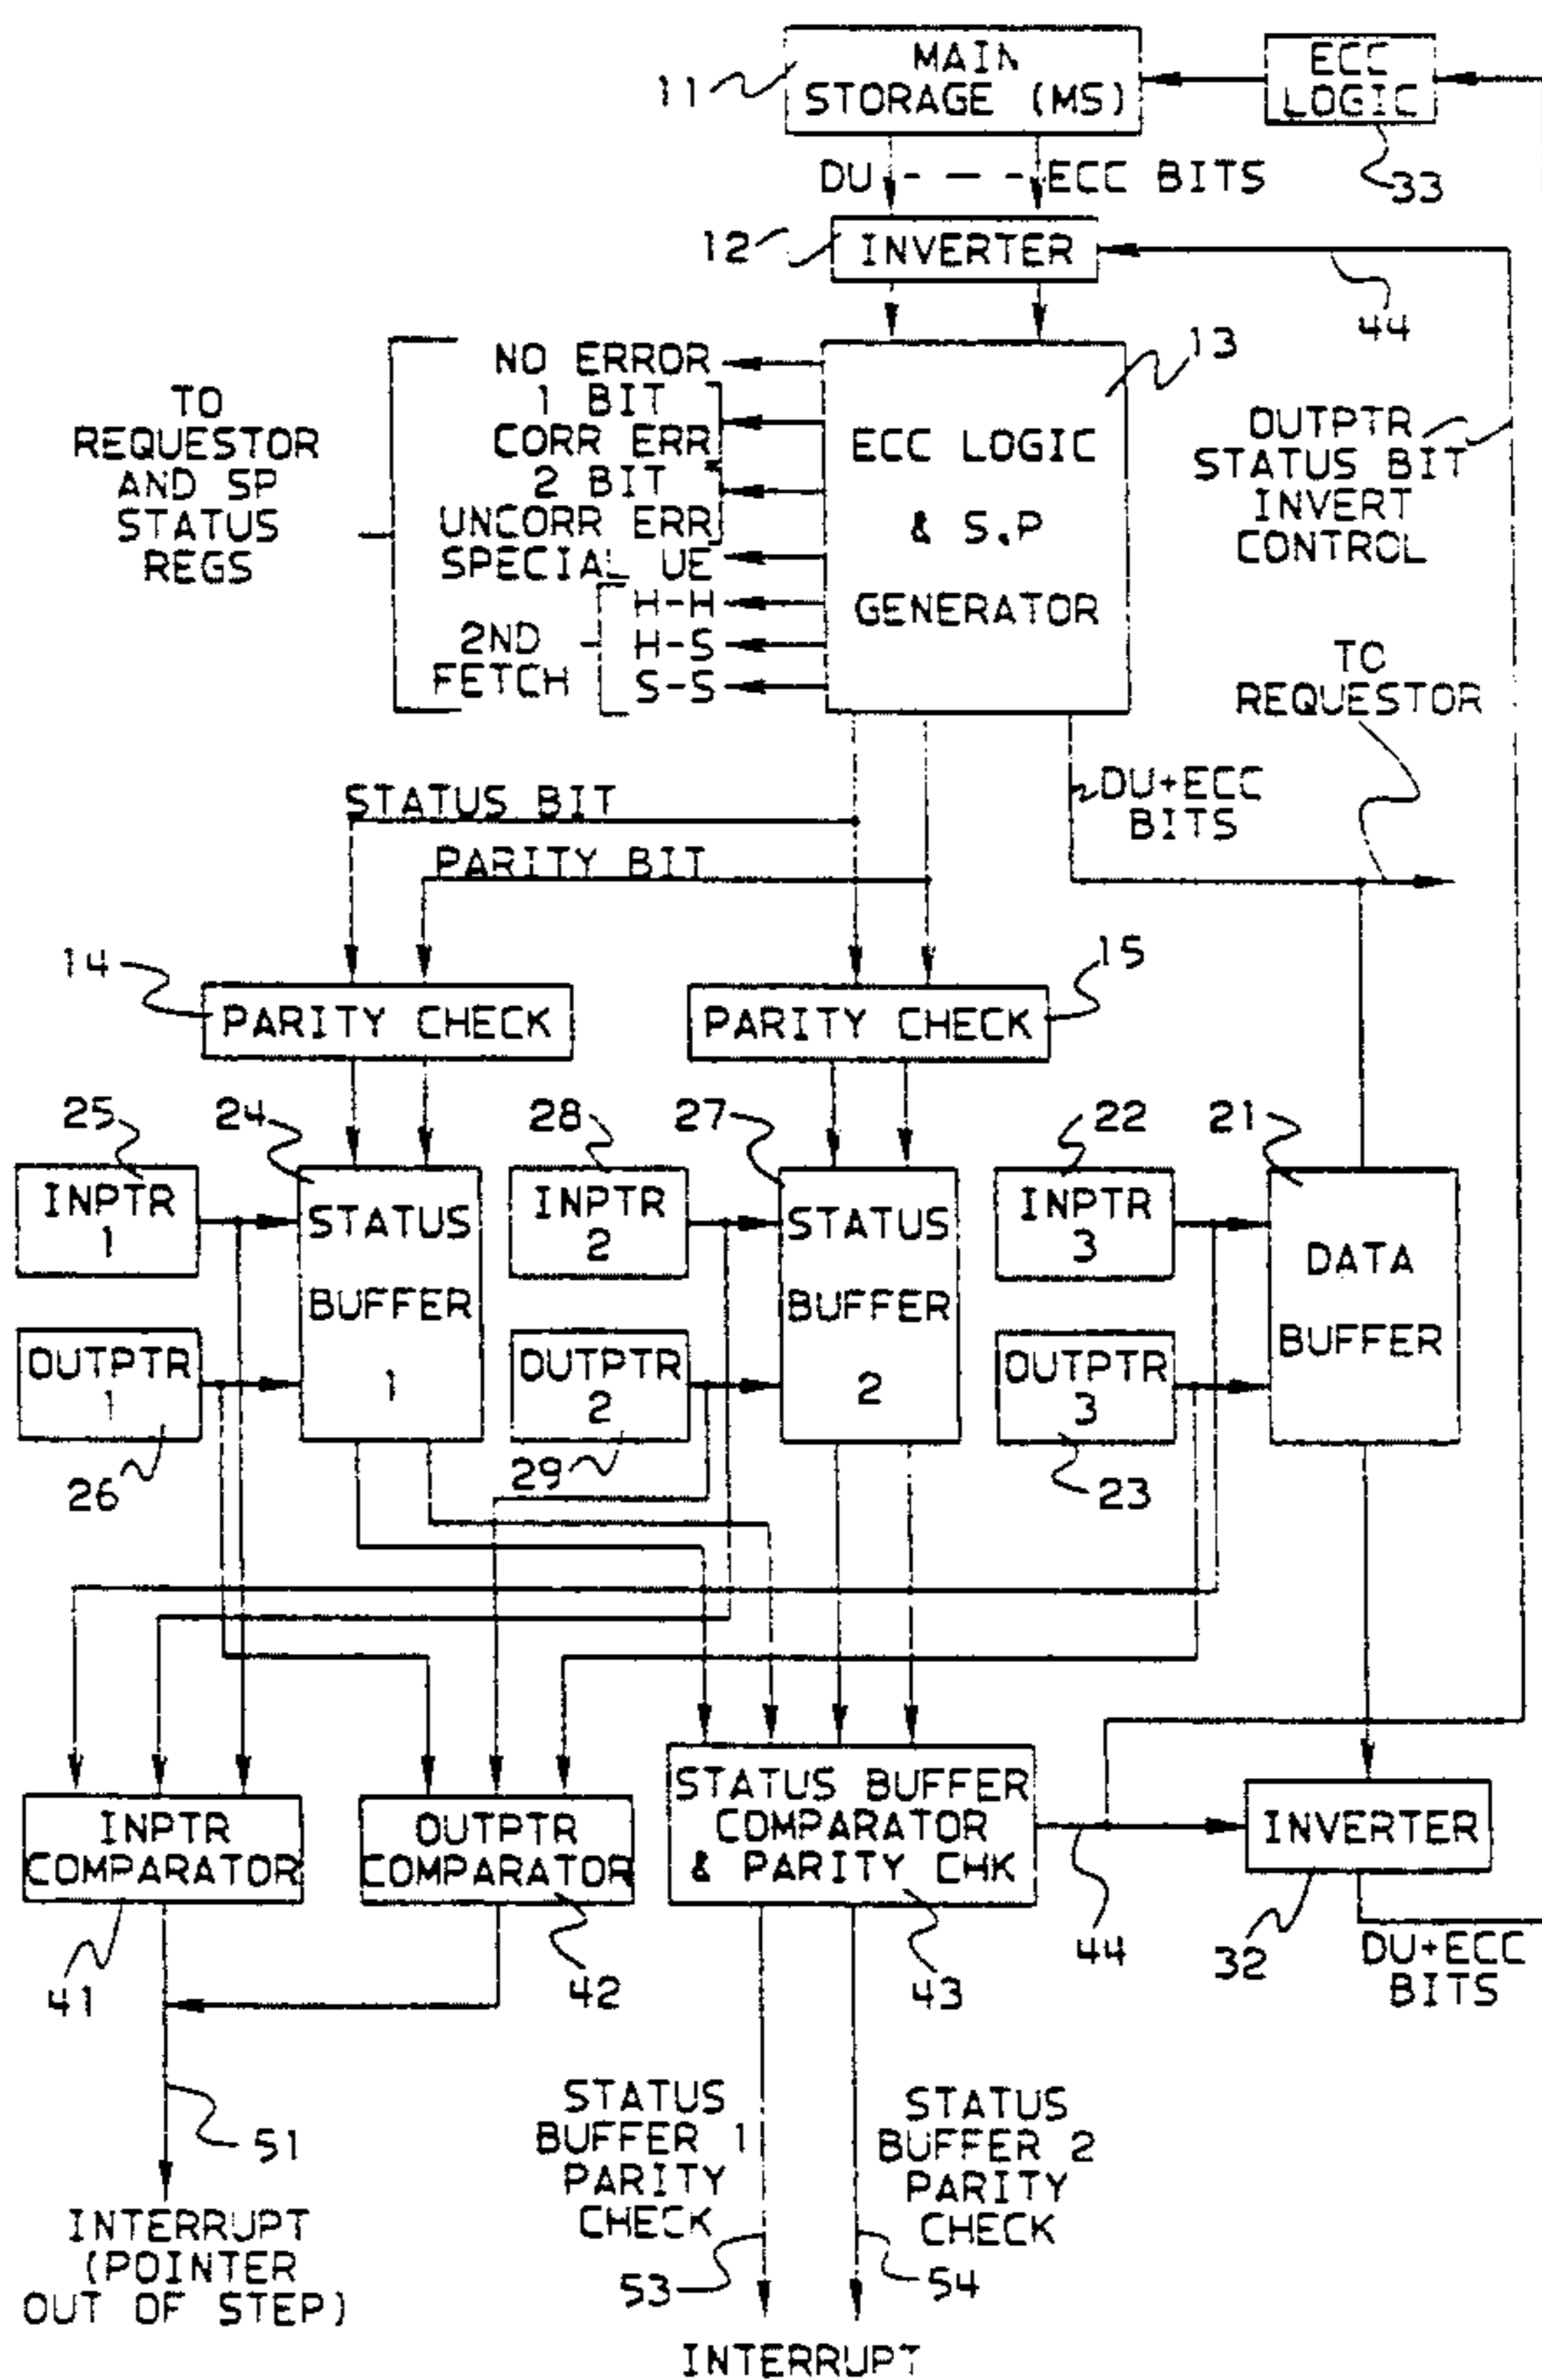 MAIN
STORAGE (MS)
11
ECC
LOGIC
33
DU - - - ECC BITS
12
INVERTER
44
13
TO
REQUESTOR
AND SP
STATUS
REGS
NO ERROR
1 BIT
CORR ERR
2 BIT
UNCORR ERR
SPECIAL UE
H-H
H-S
S-S
2ND
FETCH
ECC LOGIC
& S.P
GENERATOR
OUTPTR
STATUS BIT
INVERT
CONTROL
TO
REQUESTOR
STATUS BIT
PARITY BIT
DU+ECC
BITS
14
PARITY CHECK
15
PARITY CHECK
25
INPTR
1
24
STATUS
BUFFER
1
28
INPTR
2
27
STATUS
BUFFER
2
22
INPTR
3
21
DATA
BUFFER
OUTPTR
1
26
OUTPTR
2
29
OUTPTR
3
23
INPTR
COMPARATOR
41
OUTPTR
COMPARATOR
42
STATUS BUFFER
COMPARATOR
& PARITY CHK
43
44
INVERTER
32
DU+ECC
BITS
51
INTERRUPT
(POINTER
OUT OF STEP)
STATUS
BUFFER 1
PARITY
CHECK
53
STATUS
BUFFER 2
PARITY
CHECK
54
INTERRUPT